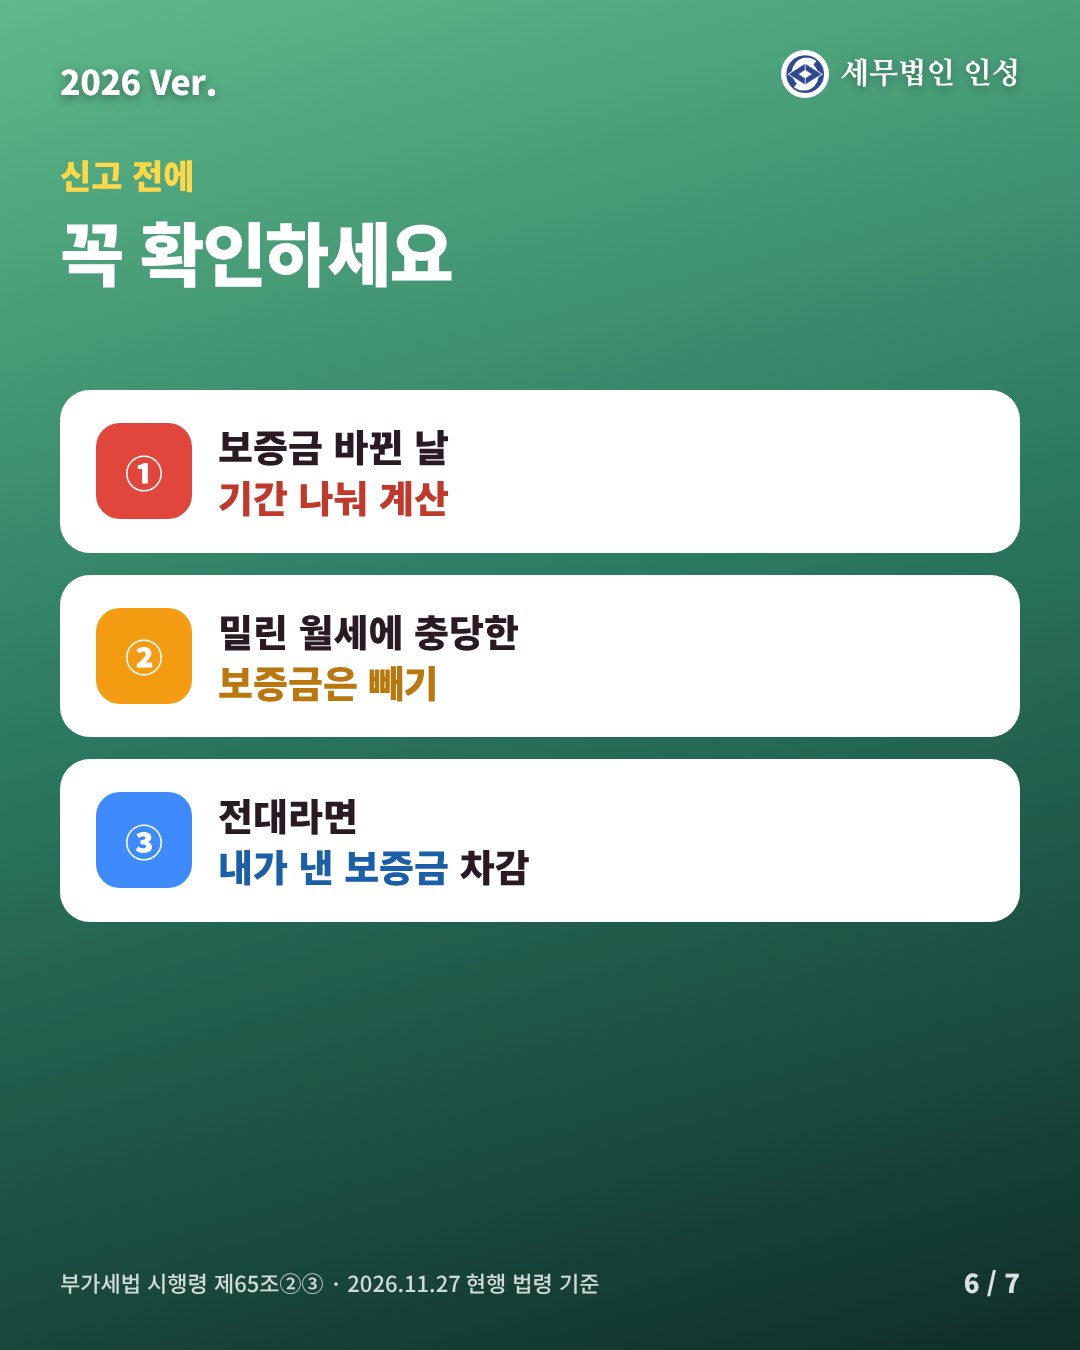 2026 Ver.
세무법인 인성
신고 전에
꼭 확인하세요
①
보증금 바뀐 날
기간 나눠 계산
②
밀린 월세에 충당한
보증금은 빼기
③
전대라면
내가 낸 보증금 차감
부가세법 시행령 제65조②③ · 2026.11.27 현행 법령 기준
6 / 7